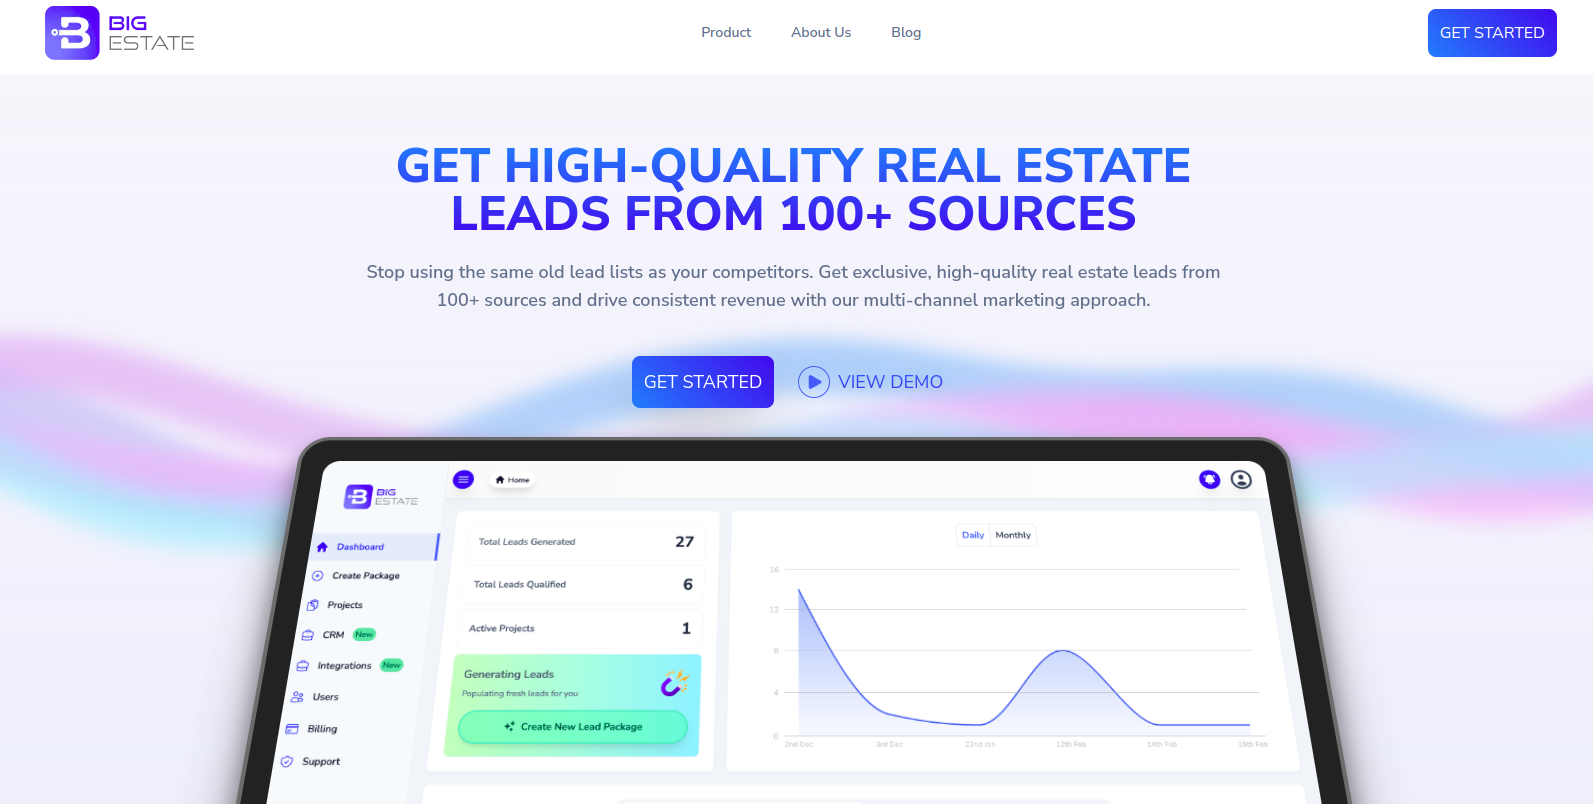 BIG
ESTATE
Product
About Us
Blog
GET STARTED
GET HIGH-QUALITY REAL ESTATE
LEADS FROM 100+ SOURCES
Stop using the same old lead lists as your competitors. Get exclusive, high-quality real estate leads from
100+ sources and drive consistent revenue with our multi-channel marketing approach.
GET STARTED
VIEW DEMO
BIG
ESTATE
Home
Dashboard
Create Package
Projects
CRM New
Integrations New
Users
Billing
Support
Total Leads Generated 27
Total Leads Qualified 6
Active Projects 1
Generating Leads
Populating fresh leads for you
Create New Lead Package
Daily Monthly
16
12
8
4
0
2nd Dec 3rd Dec 22nd Jan 13th Feb 14th Feb 15th Feb